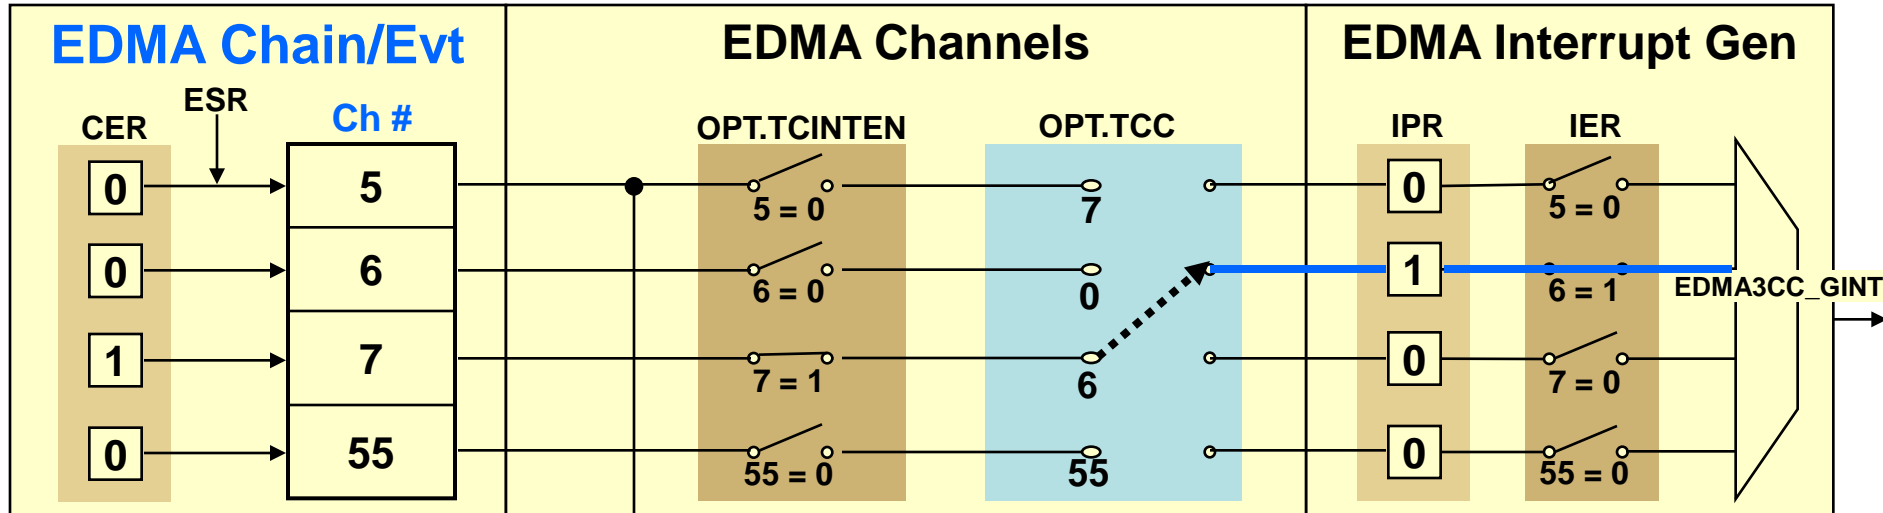 EDMA Chain/Evt EDMA Channels EDMA Interrupt Gen
ESR
CER Ch # OPT.TCINTEN OPT.TCC IPR IER
0 5 5 = 0 7 0 5 = 0
0 6 6 = 0 0 1 6 = 1 EDMA3CC_GINT
1 7 7 = 1 6 0 7 = 0
0 55 55 = 0 55 0 55 = 0